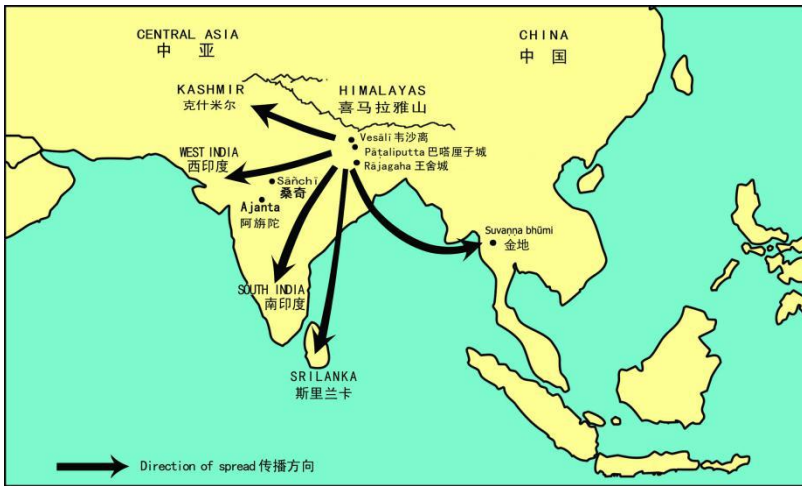 CENTRAL ASIA
中 亚
CHINA
中 国
KASHMIR
克什米尔
HIMALAYAS
喜马拉雅山
Vesālī 韦沙离
Pāṭaliputta 巴嗒厘子城
Rājagaha 王舍城
WEST INDIA
西印度
Sāñchī
桑奇
Ajanta
阿旃陀
Suvaṇṇa bhūmi
金地
SOUTH INDIA
南印度
SRILANKA
斯里兰卡
Direction of spread 传播方向